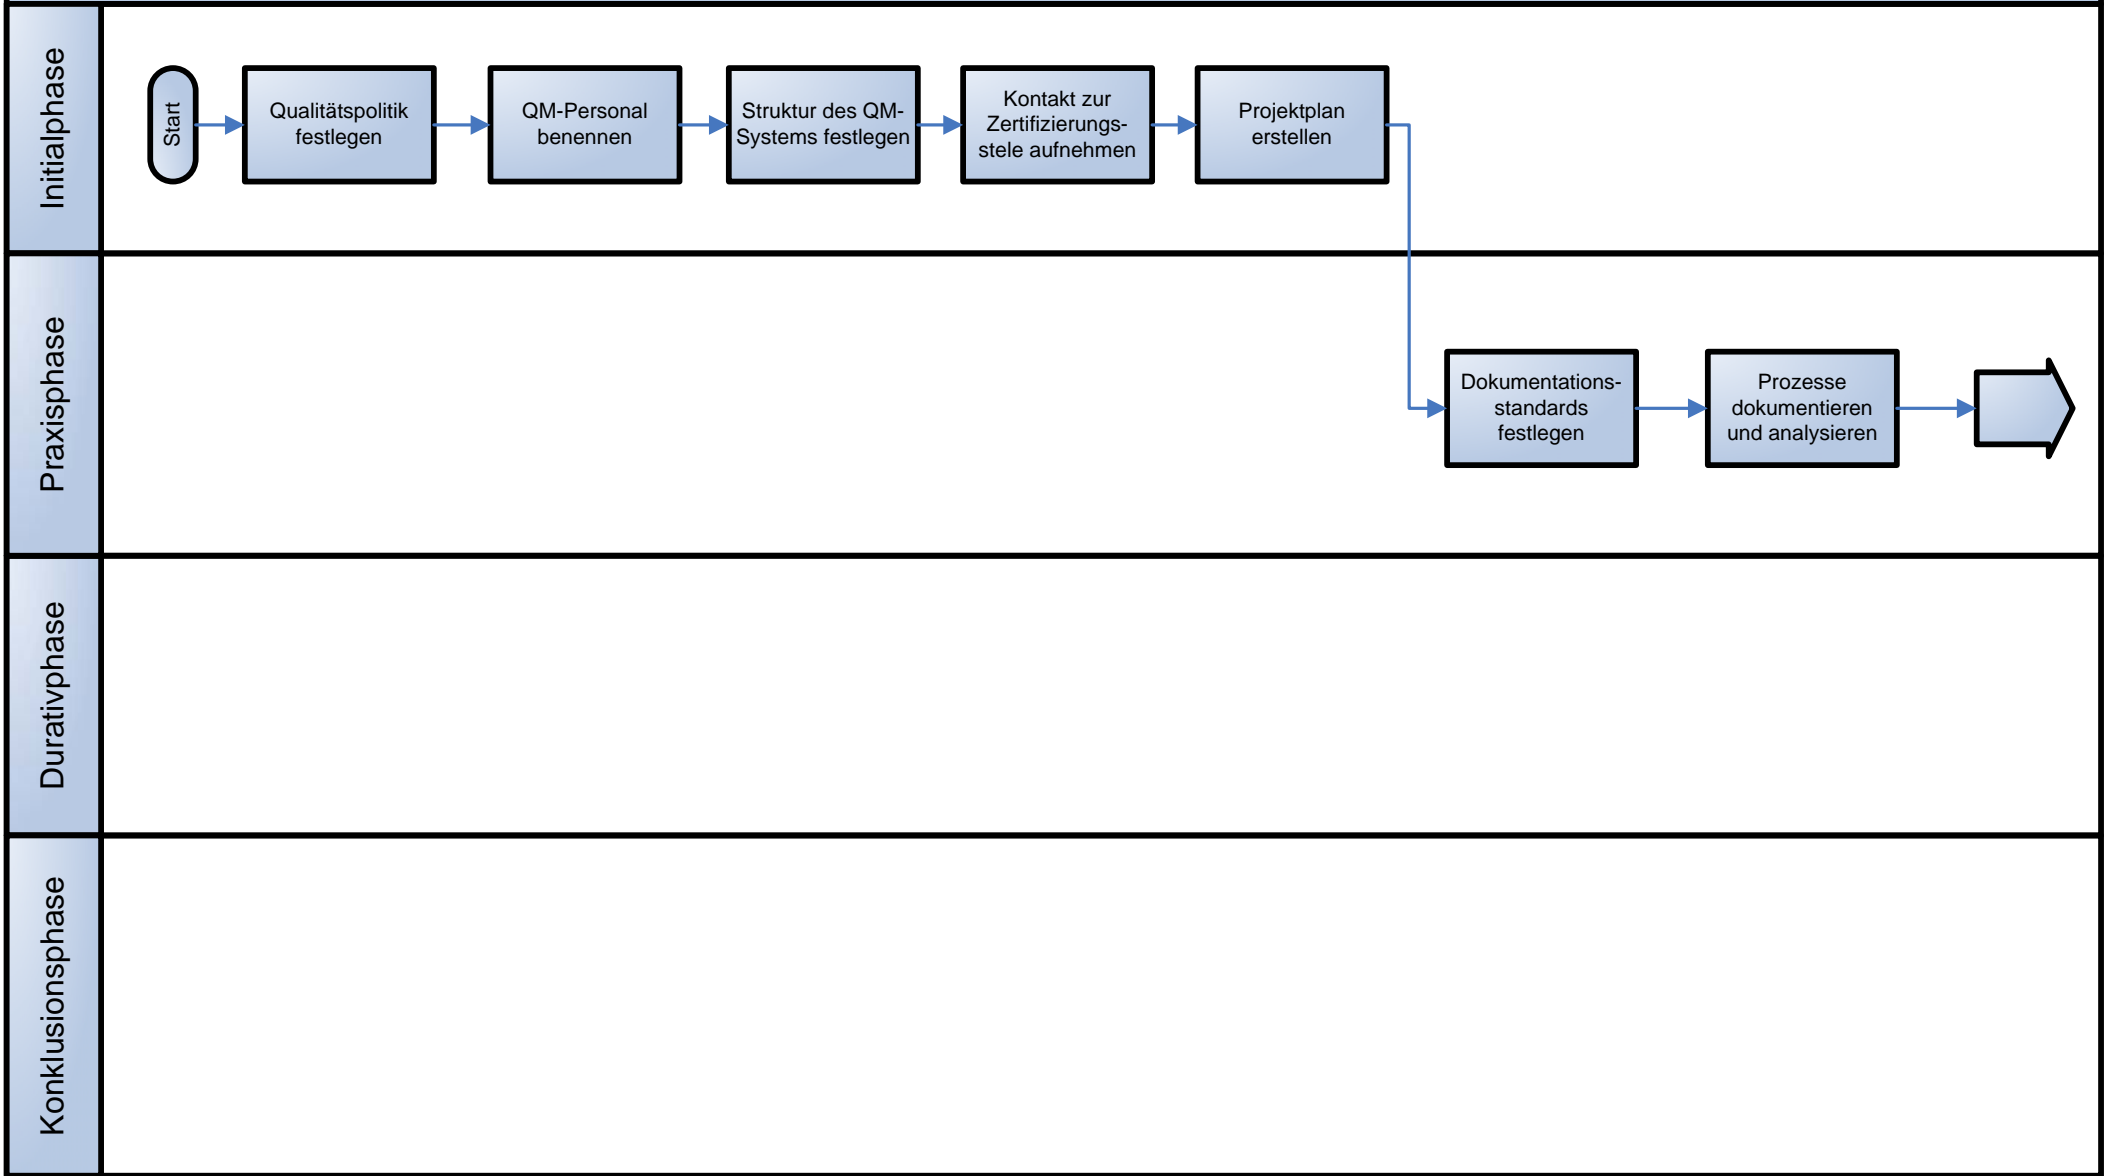 Initialphase
Start
Qualitätspolitik
festlegen
QM-Personal
benennen
Struktur des QM-
Systems festlegen
Kontakt zur
Zertifizierungs-
stele aufnehmen
Projektplan
erstellen
Praxisphase
Dokumentations-
standards
festlegen
Prozesse
dokumentieren
und analysieren
Durativphase
Konklusionsphase